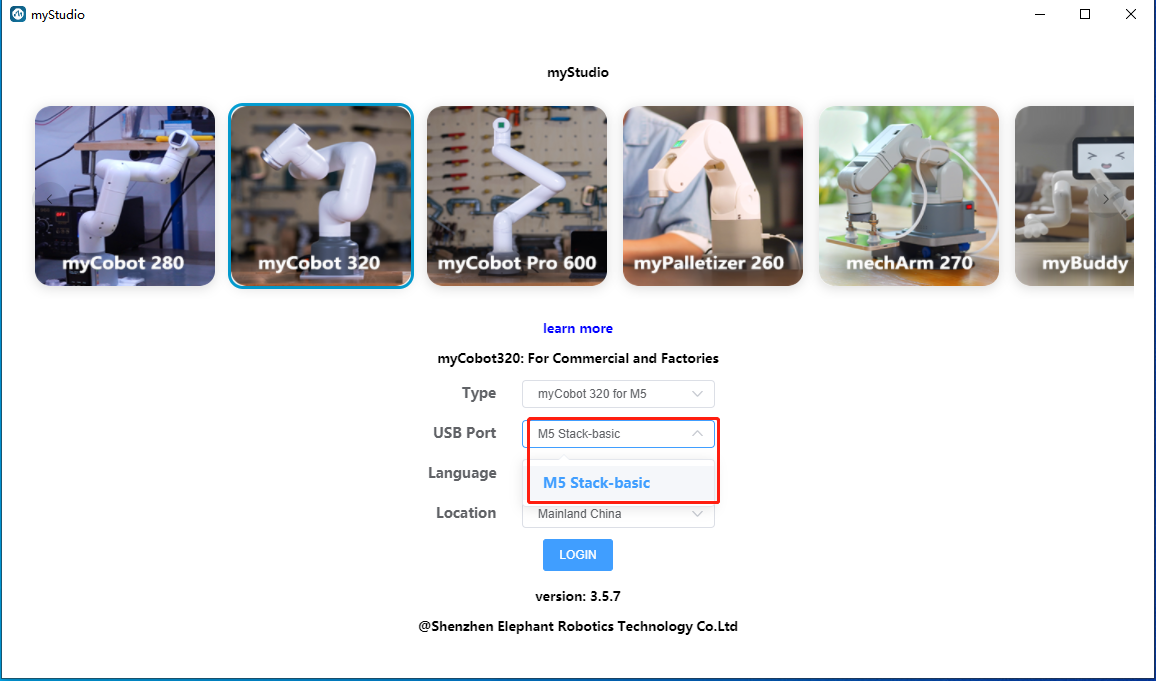 myStudio
myStudio
myCobot 280
myCobot 320
myCobot Pro 600
myPalletizer 260
mechArm 270
myBuddy
learn more
myCobot320: For Commercial and Factories
Type
myCobot 320 for M5
USB Port
M5 Stack-basic
Language
M5 Stack-basic
Location
Mainland China
LOGIN
version: 3.5.7
@Shenzhen Elephant Robotics Technology Co.Ltd